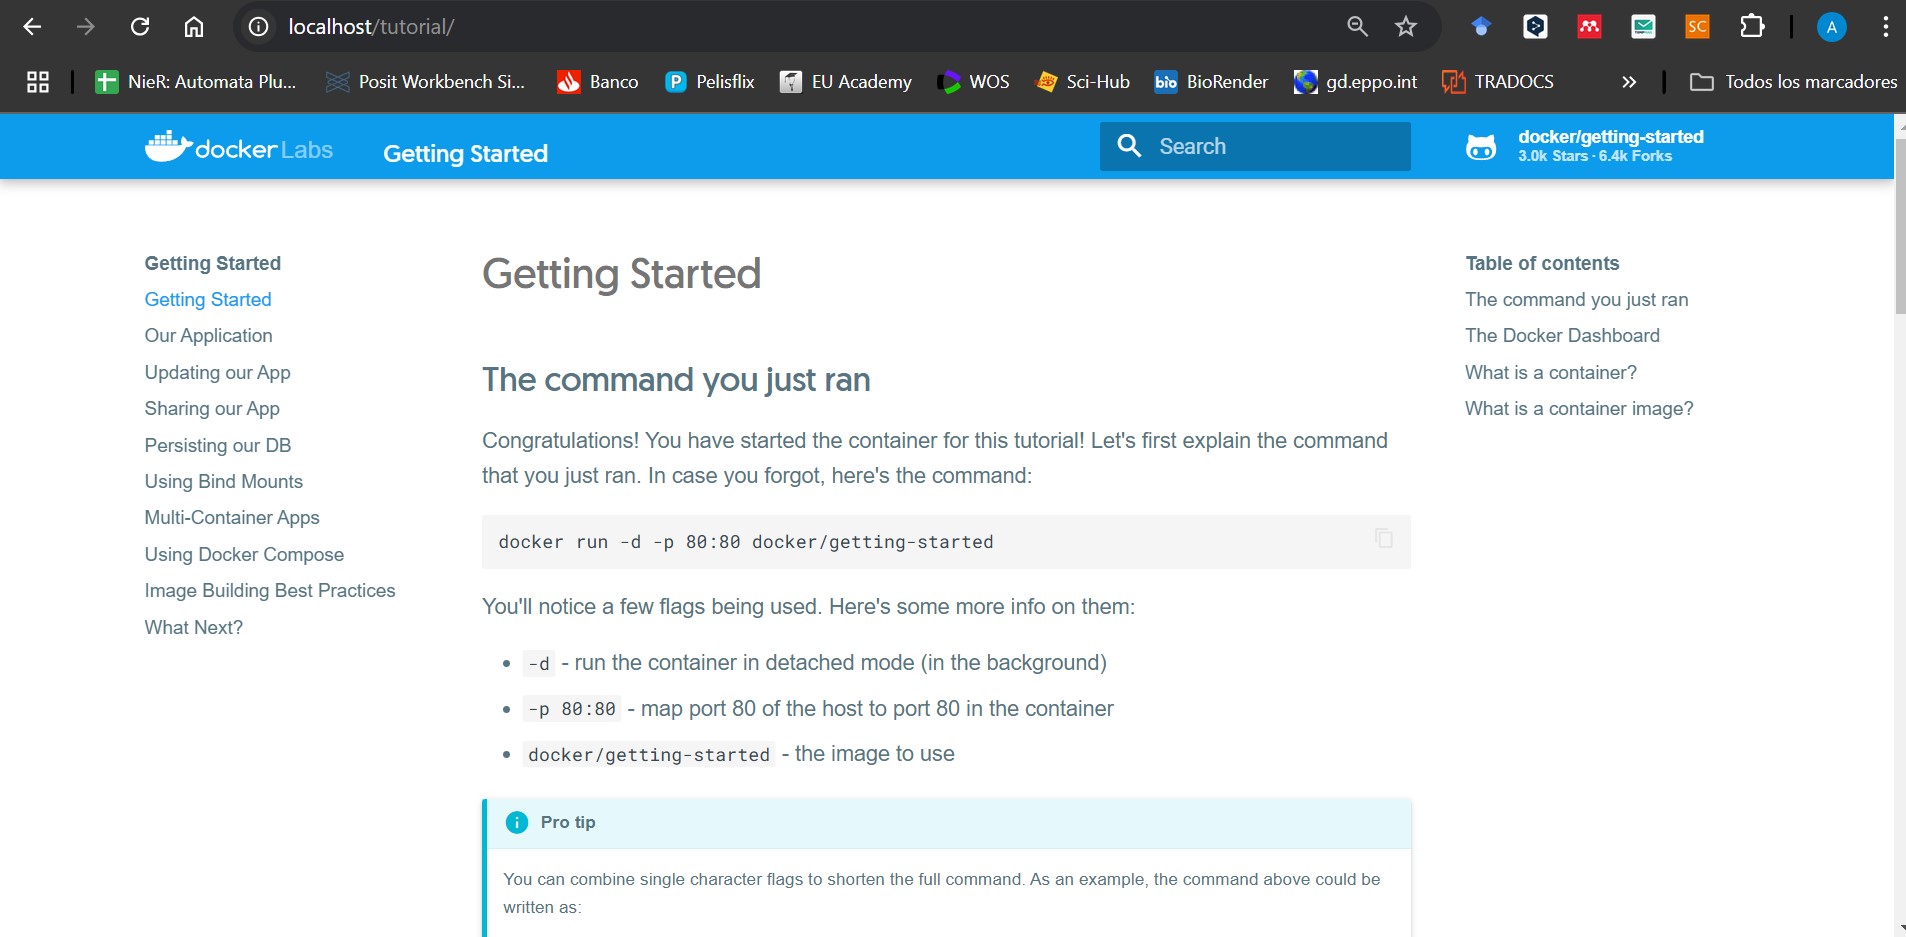 localhost/tutorial/
SC
A
NieR: Automata Plu...
Posit Workbench Si...
Banco
P
Pelisflix
EU Academy
WOS
Sci-Hub
bio
BioRender
gd.eppo.int
TRADOCS
»
Todos los marcadores
docker Labs
Getting Started
Search
docker/getting-started
3.0k Stars · 6.4k Forks
Getting Started
Getting Started
Our Application
Updating our App
Sharing our App
Persisting our DB
Using Bind Mounts
Multi-Container Apps
Using Docker Compose
Image Building Best Practices
What Next?
Getting Started
The command you just ran
Congratulations! You have started the container for this tutorial! Let's first explain the command
that you just ran. In case you forgot, here's the command:
docker run -d -p 80:80 docker/getting-started
You'll notice a few flags being used. Here's some more info on them:
• -d - run the container in detached mode (in the background)
• -p 80:80 - map port 80 of the host to port 80 in the container
• docker/getting-started - the image to use
Pro tip
You can combine single character flags to shorten the full command. As an example, the command above could be
written as:
Table of contents
The command you just ran
The Docker Dashboard
What is a container?
What is a container image?